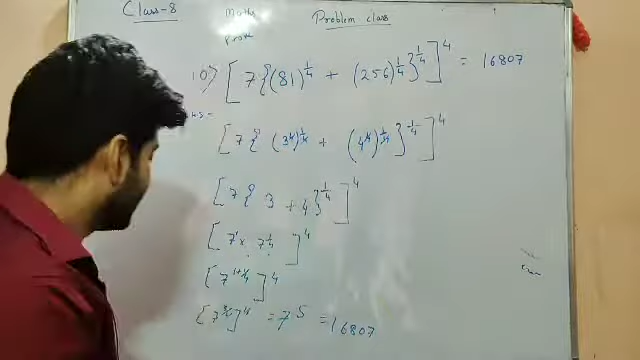 Class-8 Maths Problem class
Prove
10) [7{(81)^1/4 + (256)^1/4}^1/4]^4 = 16807
[7{(3^4)^1/4 + (4^4)^1/4}^1/4]^4
[7{3 + 4}^1/4]^4
[7^1 × 7^1/4]^4
[7^1+1/4]^4
[7^5/4]^4 = 7^5 = 16807